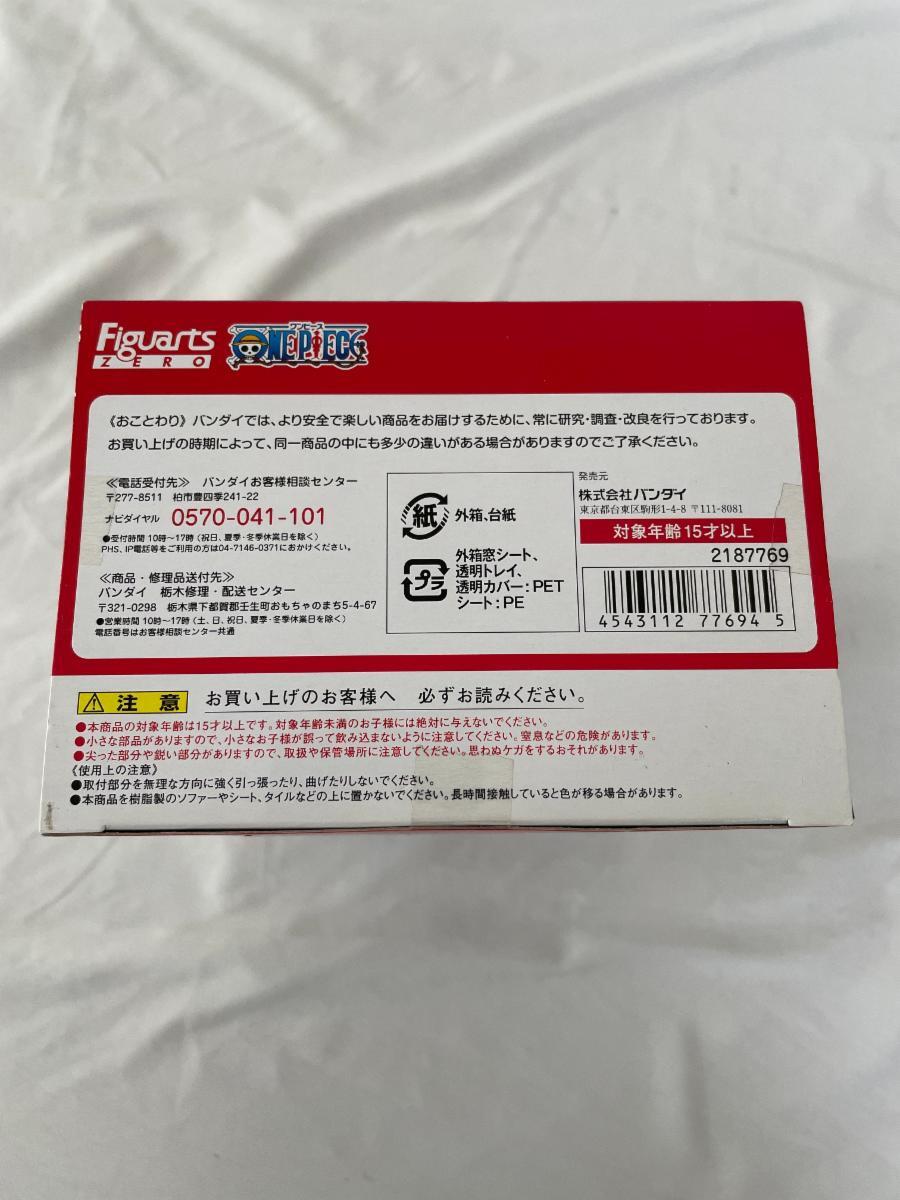 Figuarts
ZERO
ワンピース
ONE PIECE
《おことわり》バンダイでは、より安全で楽しい商品をお届けするために、常に研究・調査・改良を行っております。
お買い上げの時期によって、同一商品の中にも多少の違いがある場合がありますのでご了承ください。
≪電話受付先≫ バンダイお客様相談センター
〒277-8511 柏市豊四季241-22
ナビダイヤル 0570-041-101
●受付時間 10時〜17時（祝日、夏季・冬季休業日を除く）
PHS、IP電話等をご利用の方は04-7146-0371におかけください。
≪商品・修理品送付先≫
バンダイ 栃木修理・配送センター
〒321-0298 栃木県下都賀郡壬生町おもちゃのまち5-4-67
●営業時間 10時〜17時（土、日、祝日、夏季・冬季休業日を除く）
電話番号はお客様相談センター共通
紙 外箱、台紙
プラ
外箱窓シート、
透明トレイ、
透明カバー：PET
シート：PE
発売元
株式会社バンダイ
東京都台東区駒形1-4-8 〒111-8081
対象年齢15才以上
2187769
4543112 77694 5
注意 お買い上げのお客様へ 必ずお読みください。
●本商品の対象年齢は15才以上です。対象年齢未満のお子様には絶対に与えないでください。
●小さな部品がありますので、小さなお子様が誤って飲み込まないように注意してください。窒息などの危険があります。
●尖った部分や鋭い部分がありますので、取扱や保管場所に注意してください。思わぬケガをするおそれがあります。
《使用上の注意》
●取付部分を無理な方向に強く引っ張ったり、曲げたりしないでください。
●本商品を樹脂製のソファーやシート、タイルなどの上に置かないでください。長時間接触していると色が移る場合があります。